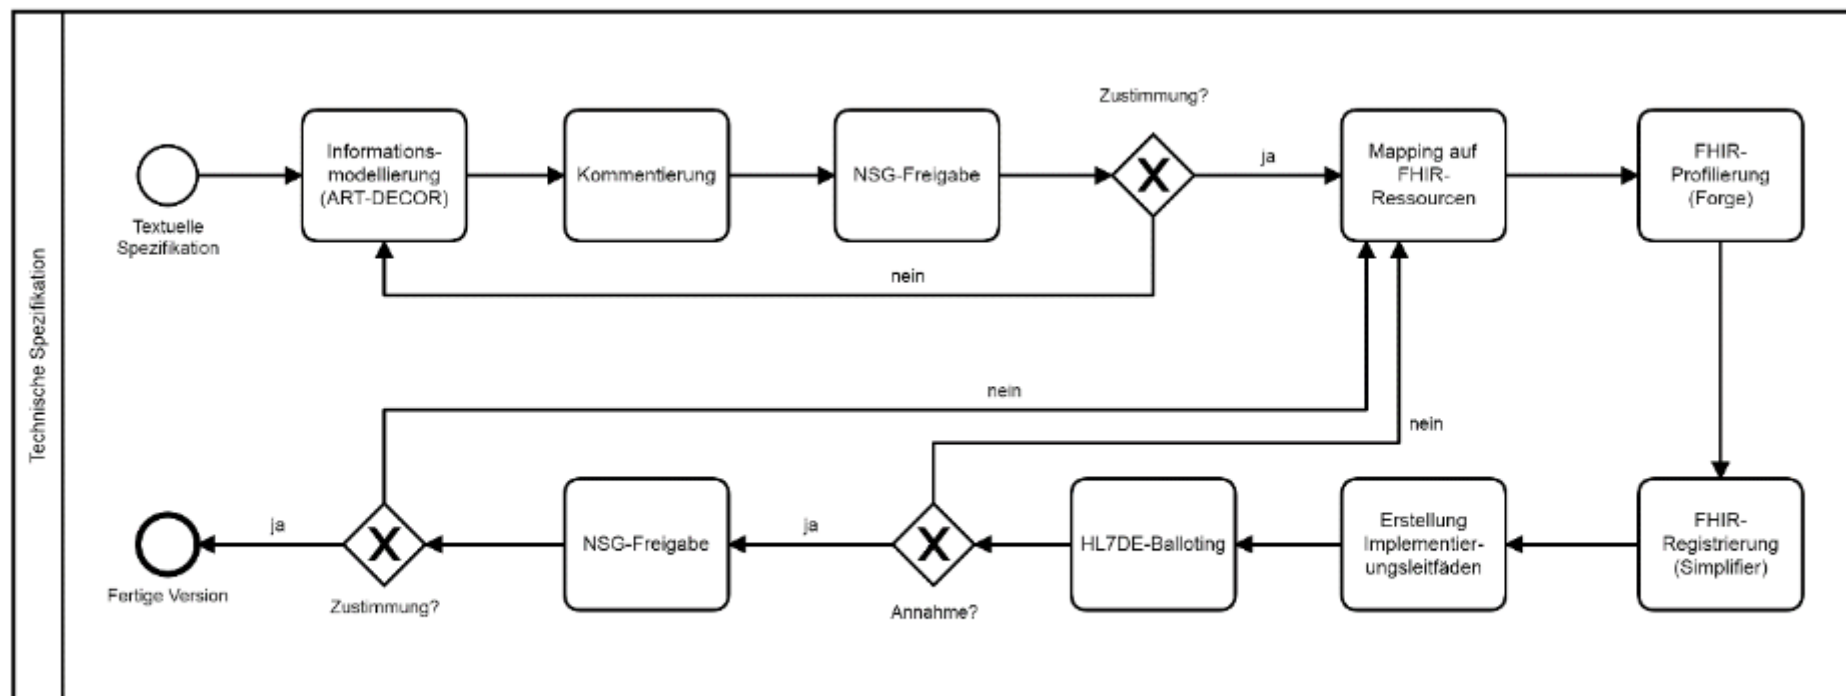 Technische Spezifikation
Textuelle
Spezifikation
Informations-
modellierung
(ART-DECOR)
Kommentierung
NSG-Freigabe
Zustimmung?
X
ja
nein
Mapping auf
FHIR-
Ressourcen
FHIR-
Profilierung
(Forge)
FHIR-
Registrierung
(Simplifier)
Erstellung
Implementier-
ungsleitfäden
HL7DE-Balloting
X
Annahme?
nein
ja
NSG-Freigabe
X
Zustimmung?
nein
ja
Fertige Version